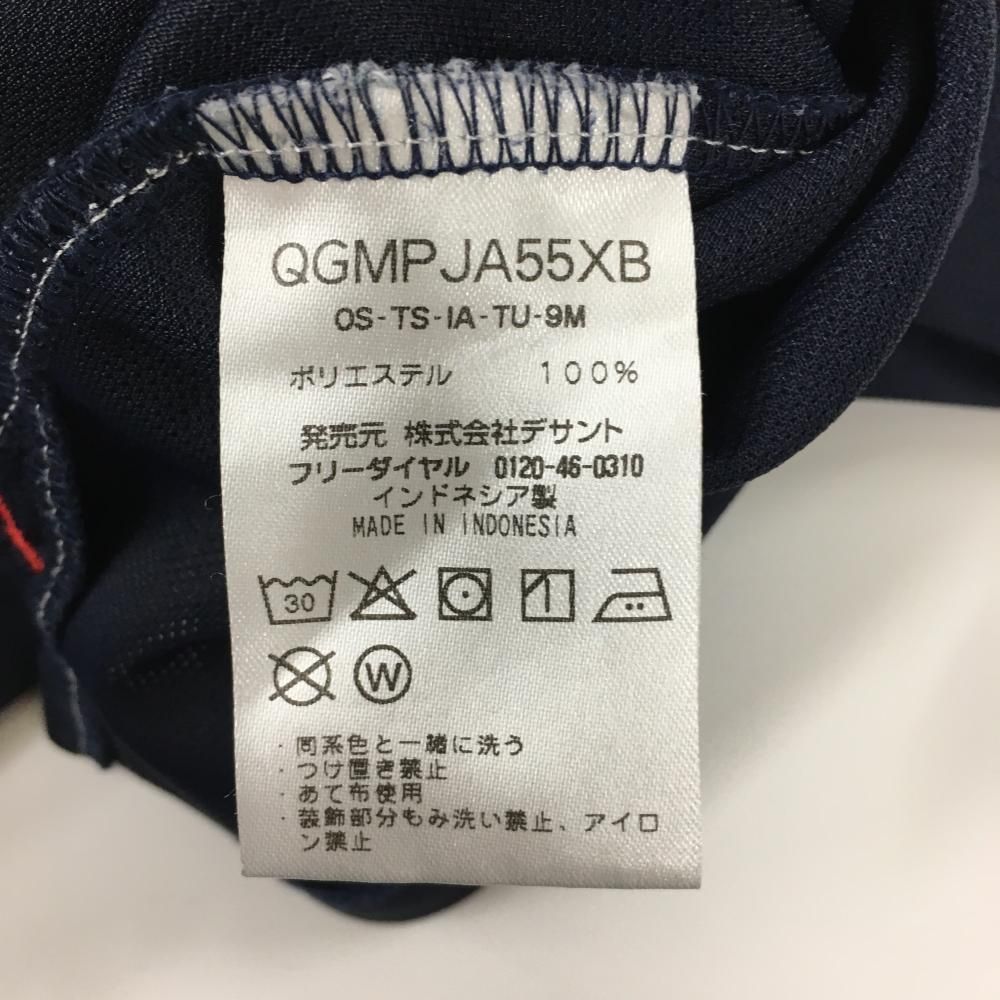 QGMPJA55XB
OS-TS-IA-TU-9M
ポリエステル 100%
発売元 株式会社デサント
フリーダイヤル 0120-46-0310
インドネシア製
MADE IN INDONESIA
30
W
・同系色と一緒に洗う
・つけ置き禁止
・あて布使用
・装飾部分もみ洗い禁止、アイロ
ン禁止